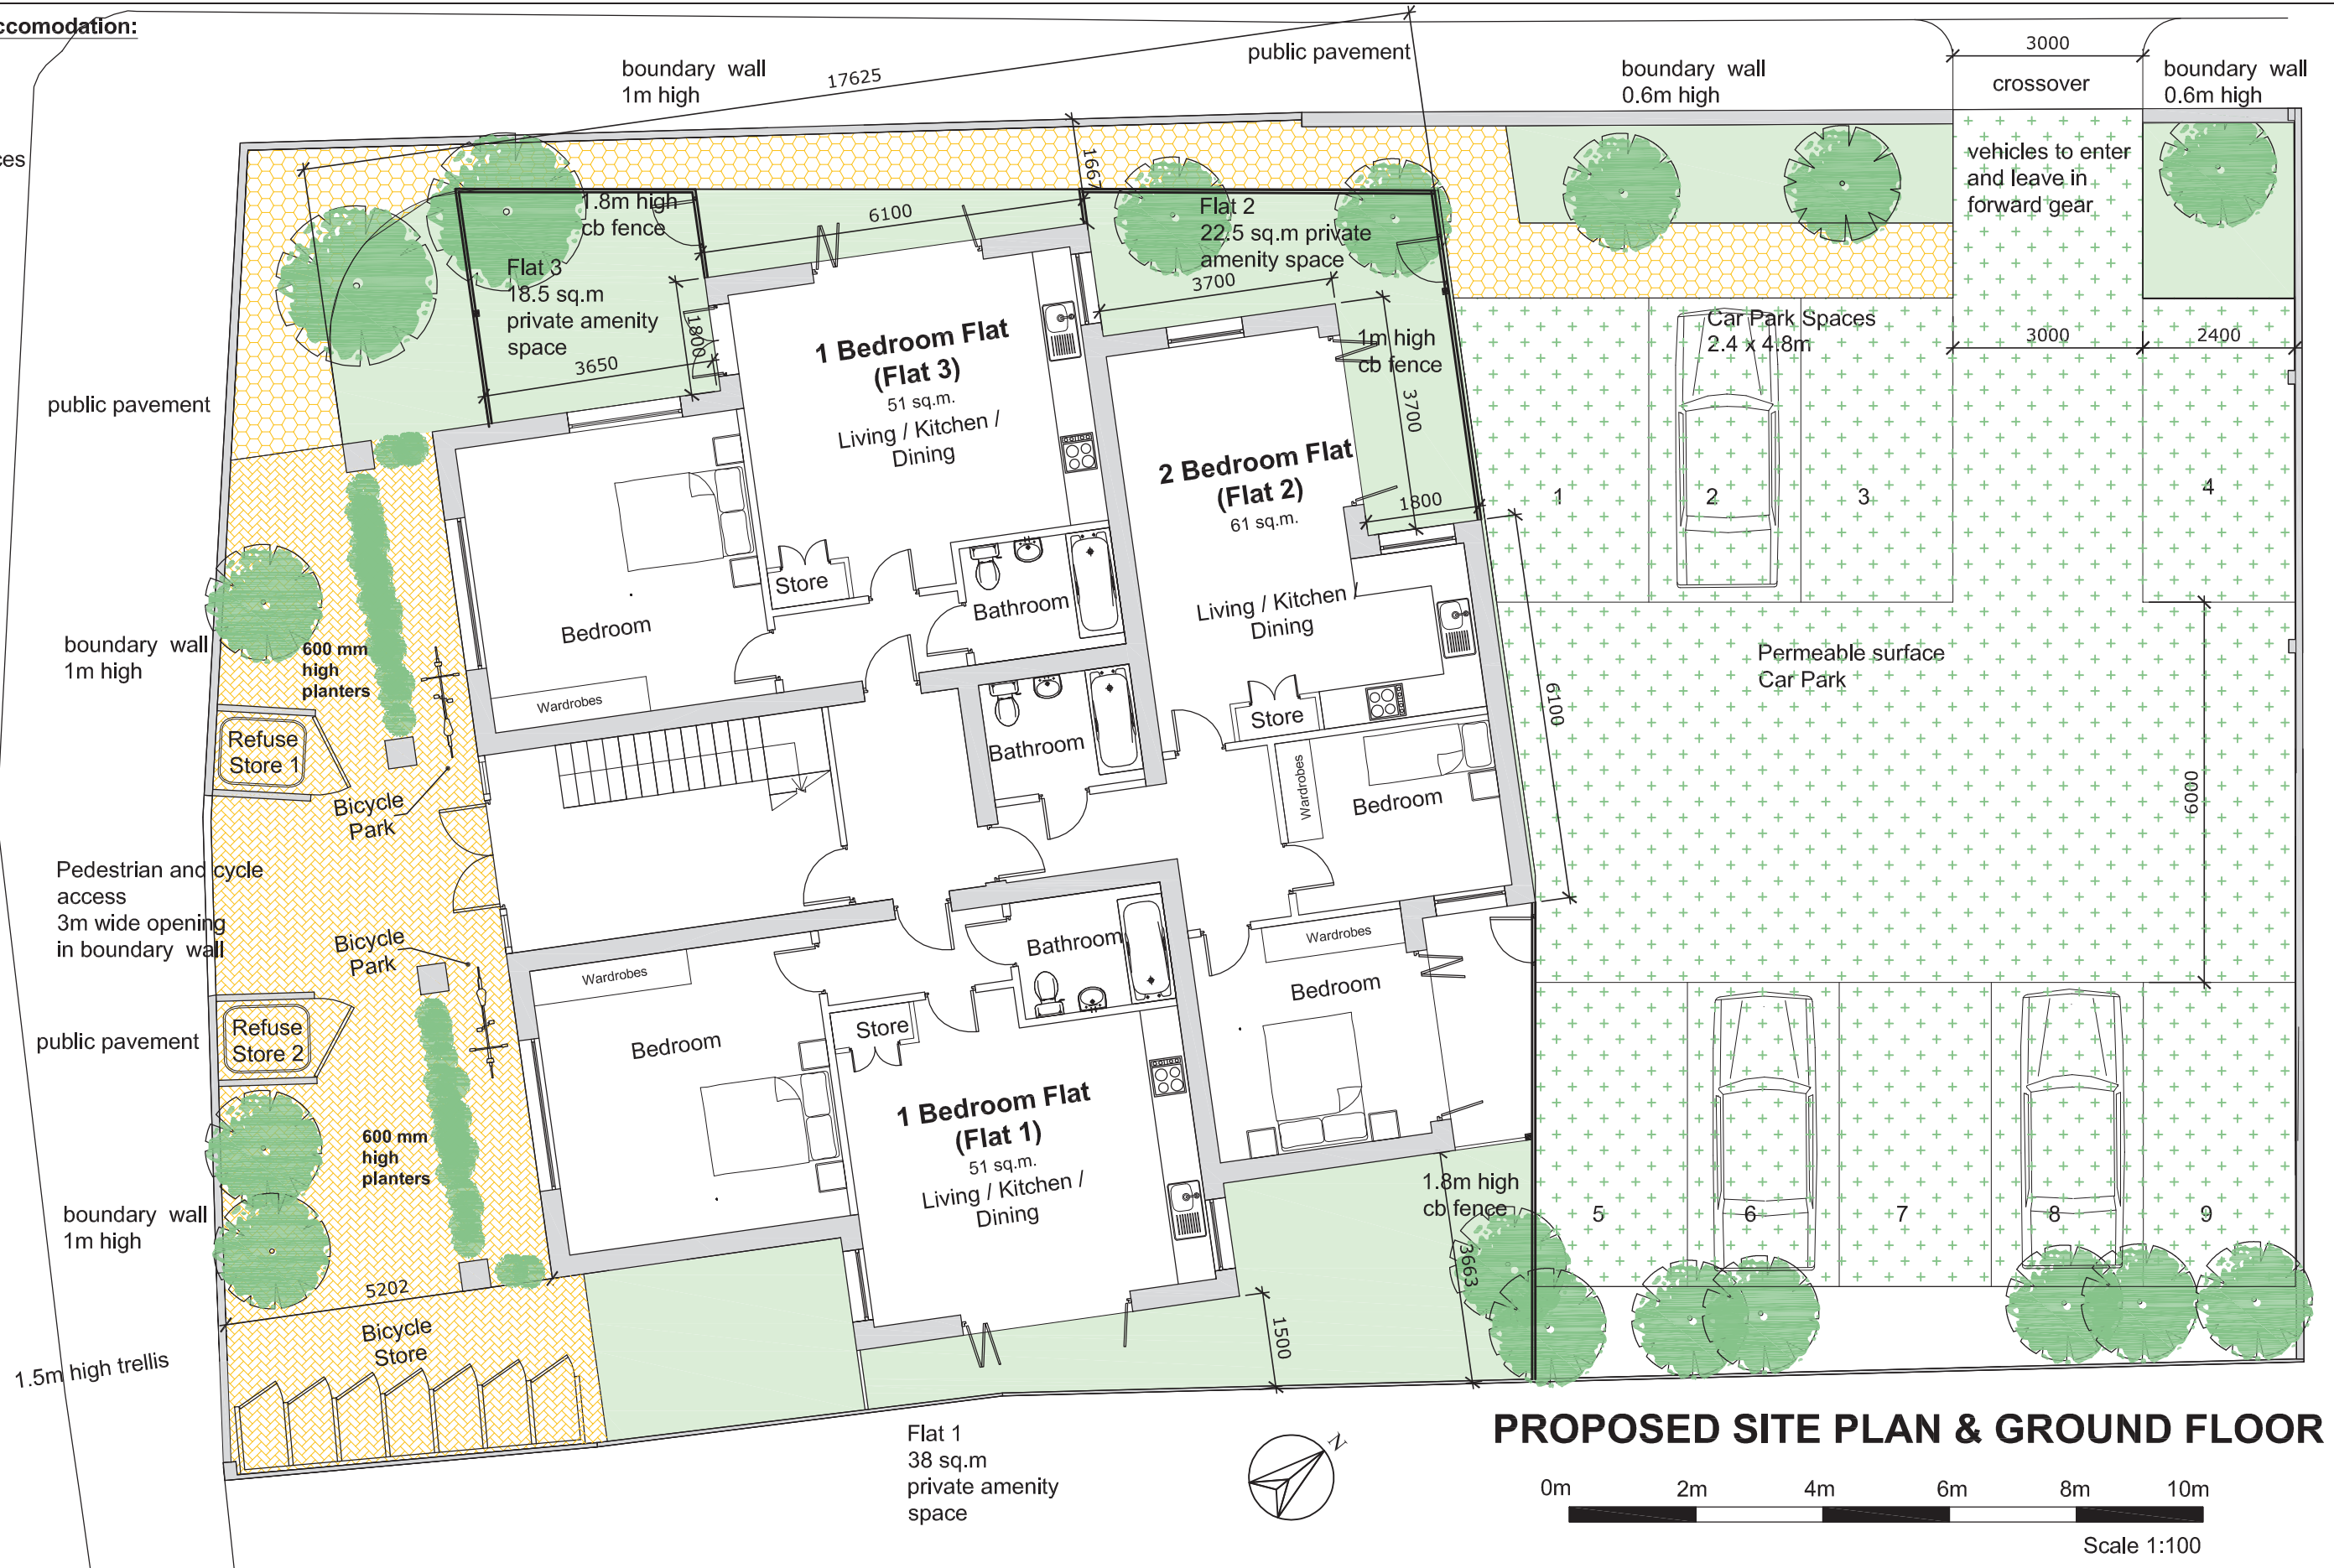 ccomodation:
ces
boundary wall
1m high
17625
public pavement
boundary wall
0.6m high
3000
crossover
boundary wall
0.6m high
vehicles to enter
and leave in
forward gear
1667
1.8m high
cb fence
6100
Flat 2
22.5 sq.m private
amenity space
3700
Flat 3
18.5 sq.m
private amenity
space
3650
1800
1 Bedroom Flat
(Flat 3)
51 sq.m.
Living / Kitchen /
Dining
1m high
cb fence
3700
1800
Car Park Spaces
2.4 x 4.8m
3000
2400
public pavement
2 Bedroom Flat
(Flat 2)
61 sq.m.
Living / Kitchen /
Dining
1
2
3
4
Store
Bathroom
Bedroom
Wardrobes
boundary wall
1m high
600 mm
high
planters
Permeable surface
Car Park
6100
6000
Refuse
Store 1
Bicycle
Park
Bathroom
Store
Wardrobes
Bedroom
Pedestrian and cycle
access
3m wide opening
in boundary wall
Bicycle
Park
Wardrobes
Bathroom
Wardrobes
Bedroom
public pavement
Refuse
Store 2
Bedroom
Store
1 Bedroom Flat
(Flat 1)
51 sq.m.
Living / Kitchen /
Dining
600 mm
high
planters
boundary wall
1m high
1.8m high
cb fence
5
6
7
8
9
3663
5202
1500
Bicycle
Store
1.5m high trellis
Flat 1
38 sq.m
private amenity
space
N
PROPOSED SITE PLAN & GROUND FLOOR
0m 2m 4m 6m 8m 10m
Scale 1:100